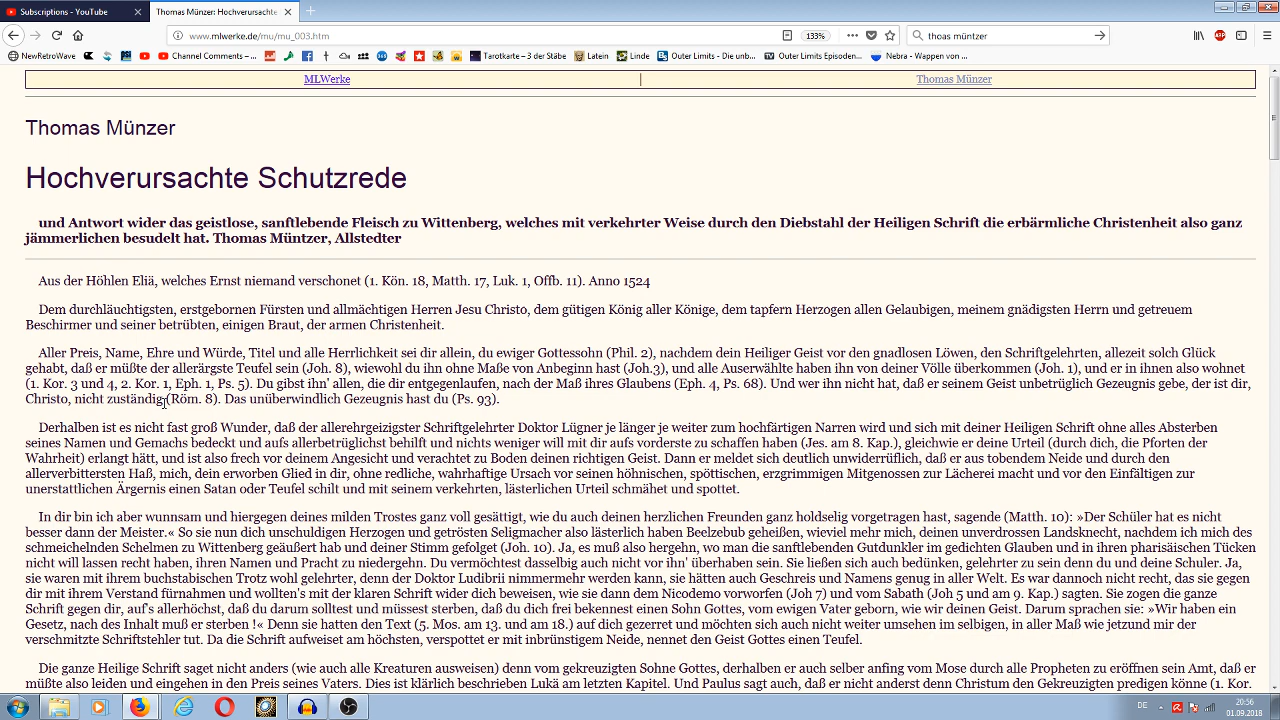 Subscriptions - YouTube
Thomas Münzer: Hochverursachte
www.mlwerke.de/mu/mu_003.htm
133%
thoas müntzer
NewRetroWave
Channel Comments - ...
Tarotkarte - 3 der Stäbe
Latein
Linde
Outer Limits - Die unb...
Outer Limits Episoden...
Nebra - Wappen von ...
MLWerke
Thomas Münzer
Thomas Münzer
Hochverursachte Schutzrede
und Antwort wider das geistlose, sanftlebende Fleisch zu Wittenberg, welches mit verkehrter Weise durch den Diebstahl der Heiligen Schrift die erbärmliche Christenheit also ganz
jämmerlichen besudelt hat. Thomas Müntzer, Allstedter
Aus der Höhlen Eliä, welches Ernst niemand verschonet (1. Kön. 18, Matth. 17, Luk. 1, Offb. 11). Anno 1524
Dem durchläuchtigsten, erstgebornen Fürsten und allmächtigen Herren Jesu Christo, dem gütigen König aller Könige, dem tapfern Herzogen allen Gelaubigen, meinem gnädigsten Herrn und getreuem
Beschirmer und seiner betrübten, einigen Braut, der armen Christenheit.
Aller Preis, Name, Ehre und Würde, Titel und alle Herrlichkeit sei dir allein, du ewiger Gottessohn (Phil. 2), nachdem dein Heiliger Geist vor den gnadlosen Löwen, den Schriftgelehrten, allezeit solch Glück
gehabt, daß er müßte der allerärgste Teufel sein (Joh. 8), wiewohl du ihn ohne Maße von Anbeginn hast (Joh.3), und alle Auserwählte haben ihn von deiner Völle überkommen (Joh. 1), und er in ihnen also wohnet
(1. Kor. 3 und 4, 2. Kor. 1, Eph. 1, Ps. 5). Du gibst ihn' allen, die dir entgegenlaufen, nach der Maß ihres Glaubens (Eph. 4, Ps. 68). Und wer ihn nicht hat, daß er seinem Geist unbetrüglich Gezeugnis gebe, der ist dir,
Christo, nicht zuständig (Röm. 8). Das unüberwindlich Gezeugnis hast du (Ps. 93).
Derhalben ist es nicht fast groß Wunder, daß der allerehrgeizigster Schriftgelehrter Doktor Lügner je länger je weiter zum hochfärtigen Narren wird und sich mit deiner Heiligen Schrift ohne alles Absterben
seines Namen und Gemachs bedeckt und aufs allerbetrüglichst behilft und nichts weniger will mit dir aufs vorderste zu schaffen haben (Jes. am 8. Kap.), gleichwie er deine Urteil (durch dich, die Pforten der
Wahrheit) erlangt hätt, und ist also frech vor deinem Angesicht und verachtet zu Boden deinen richtigen Geist. Dann er meldet sich deutlich unwiderrüflich, daß er aus tobendem Neide und durch den
allerverbittersten Haß, mich, dein erworben Glied in dir, ohne redliche, wahrhaftige Ursach vor seinen höhnischen, spöttischen, erzgrimmigen Mitgenossen zur Lächerei macht und vor den Einfältigen zur
unerstattlichen Ärgernis einen Satan oder Teufel schilt und mit seinem verkehrten, lästerlichen Urteil schmähet und spottet.
In dir bin ich aber wunnsam und hiergegen deines milden Trostes ganz voll gesättigt, wie du auch deinen herzlichen Freunden ganz holdselig vorgetragen hast, sagende (Matth. 10): »Der Schüler hat es nicht
besser dann der Meister.« So sie nun dich unschuldigen Herzogen und getrösten Seligmacher also lästerlich haben Beelzebub geheißen, wieviel mehr mich, deinen unverdrossen Landsknecht, nachdem ich mich des
schmeichelnden Schelmen zu Wittenberg geäußert hab und deiner Stimm gefolget (Joh. 10). Ja, es muß also hergehn, wo man die sanftlebenden Gutdunkler im gedichten Glauben und in ihren pharisäischen Tücken
nicht will lassen recht haben, ihren Namen und Pracht zu niedergehn. Du vermöchtest dasselbig auch nicht vor ihn' überhaben sein. Sie ließen sich auch bedünken, gelehrter zu sein denn du und deine Schuler. Ja,
sie waren mit ihrem buchstabischen Trotz wohl gelehrter, denn der Doktor Ludibrii nimmermehr werden kann, sie hätten auch Geschreis und Namens genug in aller Welt. Es war dannoch nicht recht, das sie gegen
dir mit ihrem Verstand fürnahmen und wollten's mit der klaren Schrift wider dich beweisen, wie sie dann dem Nicodemo vorworfen (Joh 7) und vom Sabath (Joh 5 und am 9. Kap.) sagten. Sie zogen die ganze
Schrift gegen dir, auf's allerhöchst, daß du darum solltest und müssest sterben, daß du dich frei bekennest einen Sohn Gottes, vom ewigen Vater geborn, wie wir deinen Geist. Darum sprachen sie: »Wir haben ein
Gesetz, nach des Inhalt muß er sterben !« Denn sie hatten den Text (5. Mos. am 13. und am 18.) auf dich gezerret und möchten sich auch nicht weiter umsehen im selbigen, in aller Maß wie jetzund mir der
verschmitzte Schriftstehler tut. Da die Schrift aufweiset am höchsten, verspottet er mit inbrünstigem Neide, nennet den Geist Gottes einen Teufel.
Die ganze Heilige Schrift saget nicht anders (wie auch alle Kreaturen ausweisen) denn vom gekreuzigten Sohne Gottes, derhalben er auch selber anfing vom Mose durch alle Propheten zu eröffnen sein Amt, daß er
müßte also leiden und eingehen in den Preis seines Vaters. Dies ist klärlich beschrieben Lukä am letzten Kapitel. Und Paulus sagt auch, daß er nicht anderst denn Christum den Gekreuzigten predigen könne (1. Kor.
DE
20:56
01.09.2018